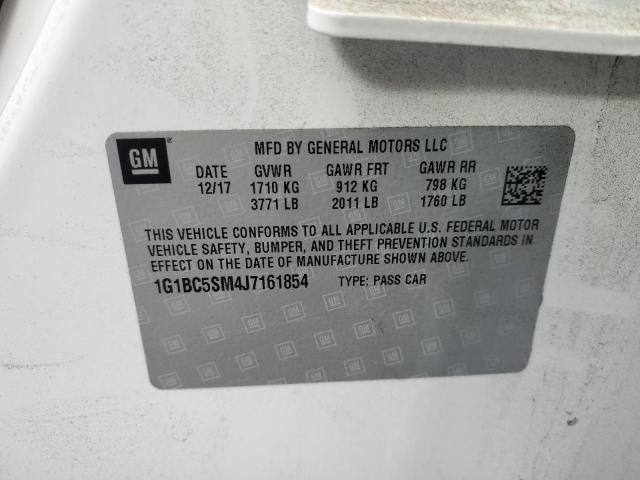 GM
MFD BY GENERAL MOTORS LLC
DATE GVWR GAWR FRT GAWR RR
12/17 1710 KG 912 KG 798 KG
3771 LB 2011 LB 1760 LB
THIS VEHICLE CONFORMS TO ALL APPLICABLE U.S. FEDERAL MOTOR
VEHICLE SAFETY, BUMPER, AND THEFT PREVENTION STANDARDS IN
EFFECT ON THE DATE OF MANUFACTURE SHOWN ABOVE.
1G1BC5SM4J7161854 TYPE: PASS CAR